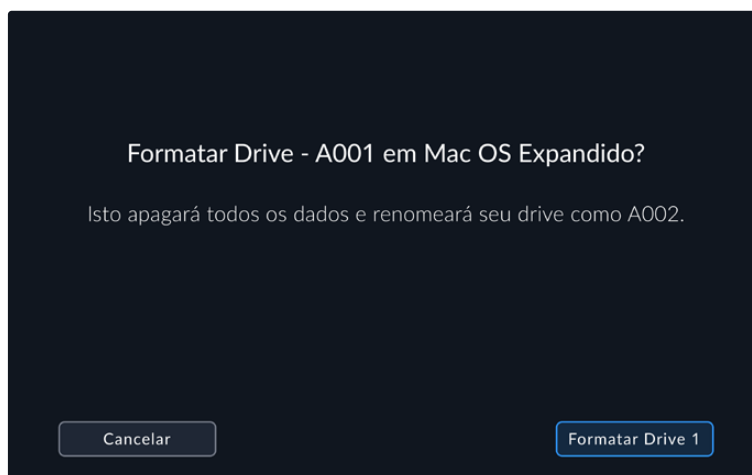 Formatar Drive - A001 em Mac OS Expandido?
Isto apagará todos os dados e renomeará seu drive como A002.
Cancelar
Formatar Drive 1